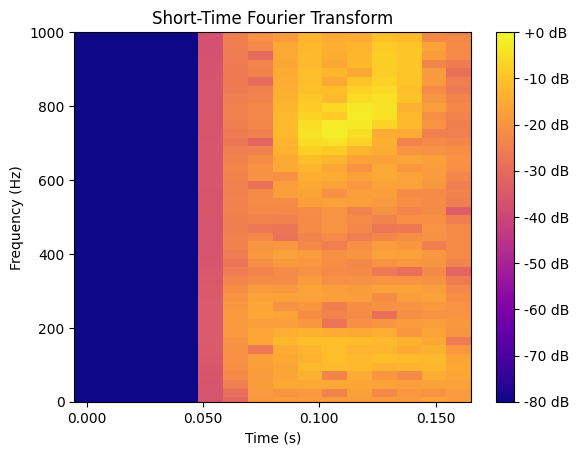 Short-Time Fourier Transform
1000
800
600
400
200
0
Frequency (Hz)
0.000
0.050
0.100
0.150
Time (s)
+0 dB
-10 dB
-20 dB
-30 dB
-40 dB
-50 dB
-60 dB
-70 dB
-80 dB